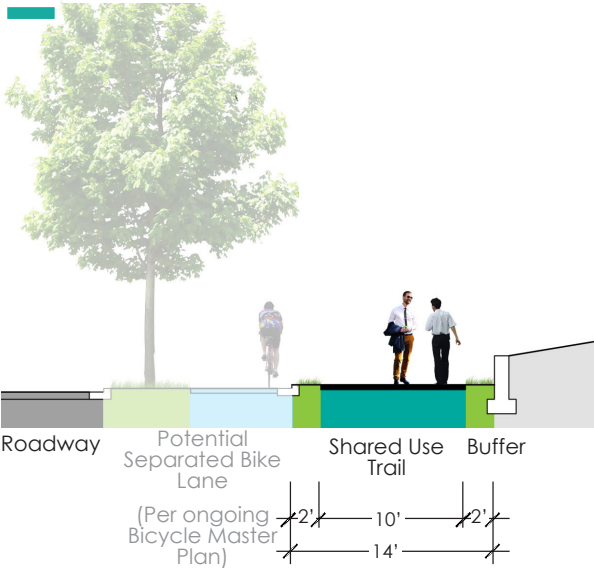 Roadway
Potential
Separated Bike
Lane
(Per ongoing
Bicycle Master
Plan)
Shared Use
Trail
Buffer
2'
10'
2'
14'